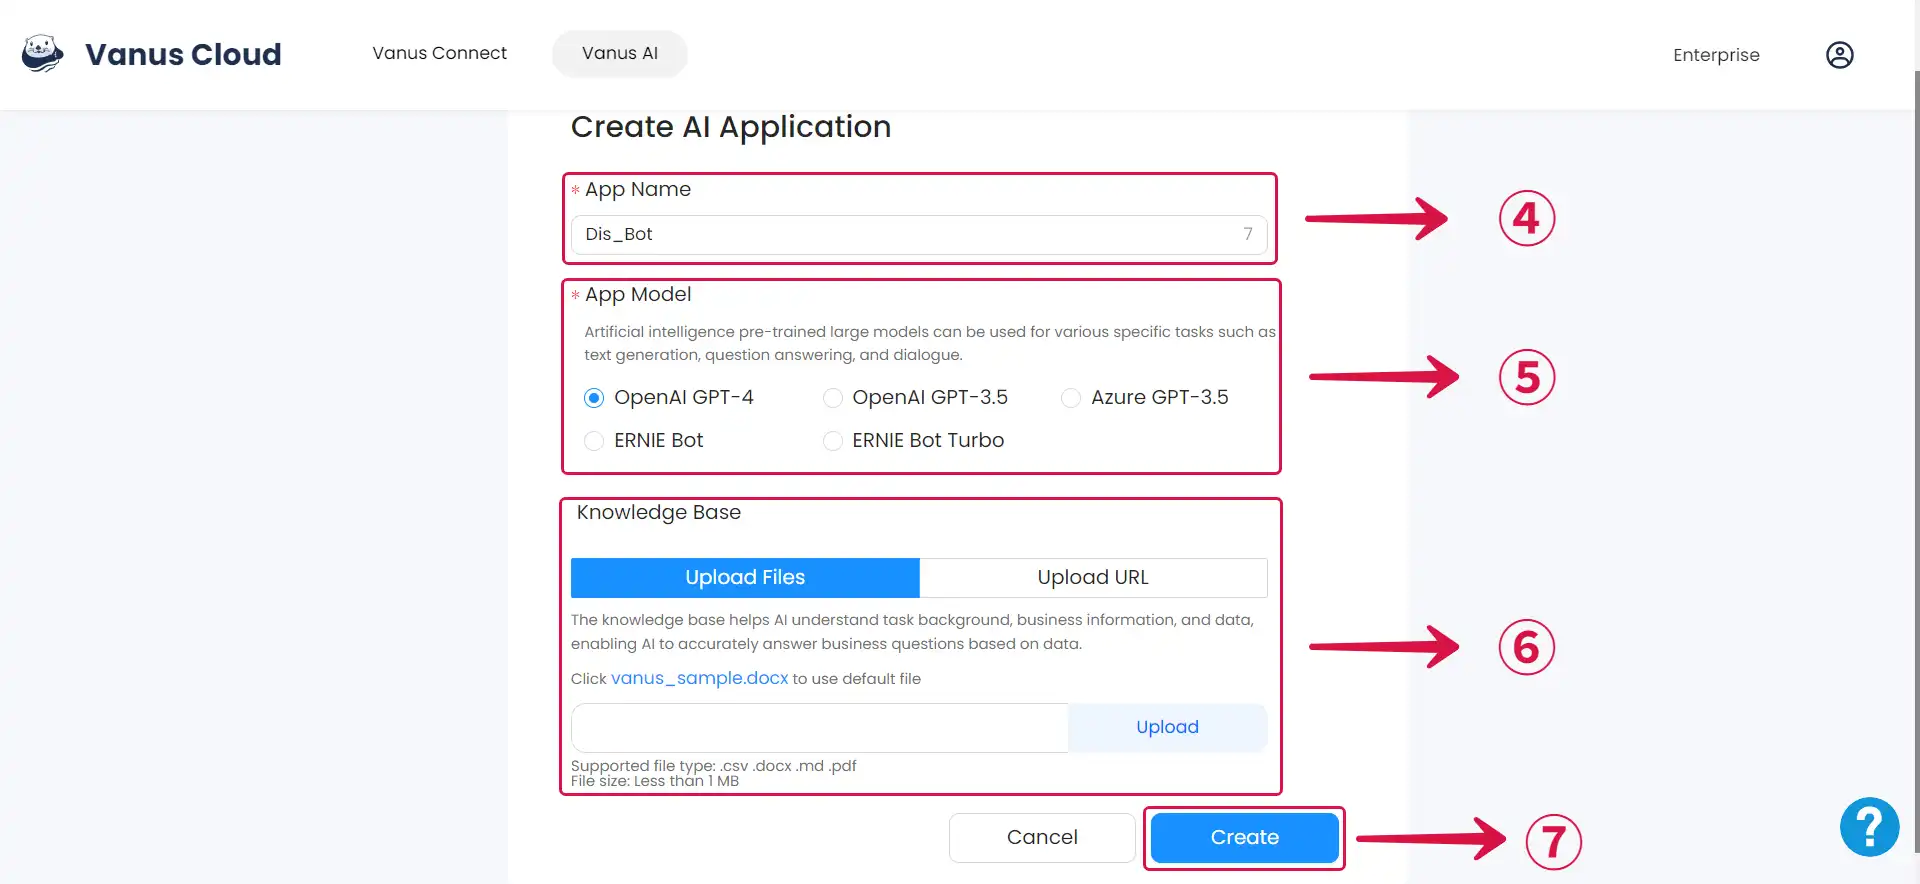 Vanus Cloud
Vanus Connect
Vanus AI
Enterprise
Create AI Application
* App Name
Dis_Bot 7
④
* App Model
Artificial intelligence pre-trained large models can be used for various specific tasks such as
text generation, question answering, and dialogue.
OpenAI GPT-4 OpenAI GPT-3.5 Azure GPT-3.5
ERNIE Bot ERNIE Bot Turbo
⑤
Knowledge Base
Upload Files Upload URL
The knowledge base helps AI understand task background, business information, and data,
enabling AI to accurately answer business questions based on data.
Click vanus_sample.docx to use default file
Upload
Supported file type: .csv .docx .md .pdf
File size: Less than 1 MB
⑥
Cancel Create
⑦
?